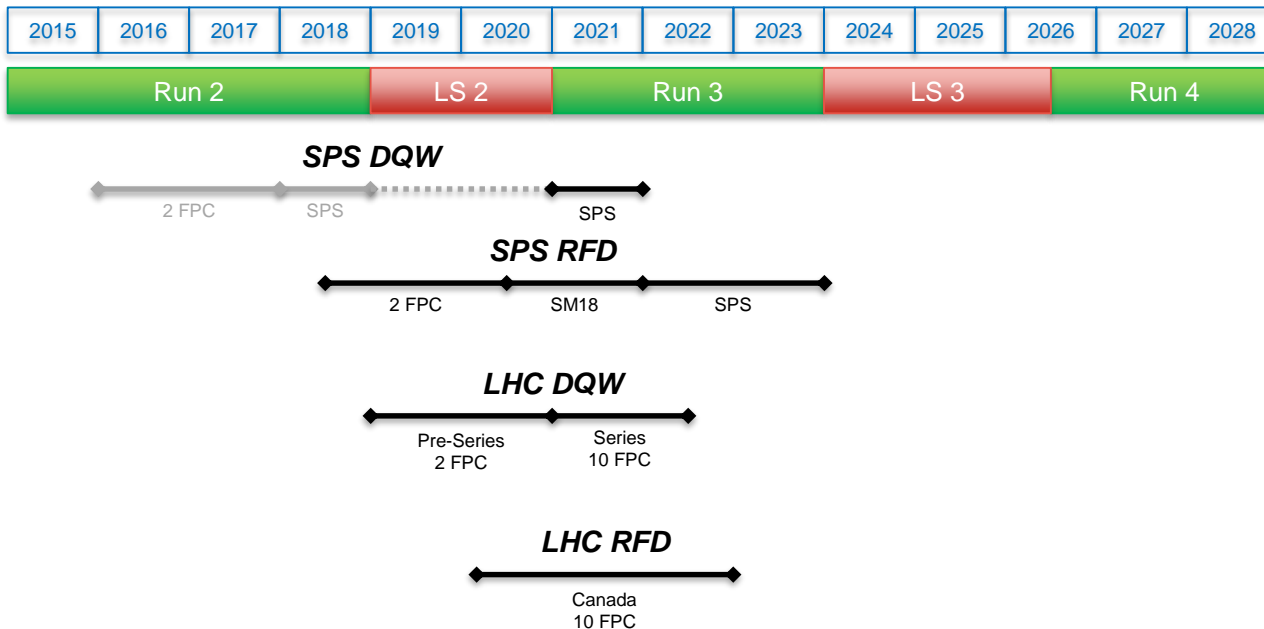 2015 2016 2017 2018 2019 2020 2021 2022 2023 2024 2025 2026 2027 2028
Run 2 LS 2 Run 3 LS 3 Run 4
SPS DQW
2 FPC SPS SPS
SPS RFD
2 FPC SM18 SPS
LHC DQW
Pre-Series Series
2 FPC 10 FPC
LHC RFD
Canada
10 FPC